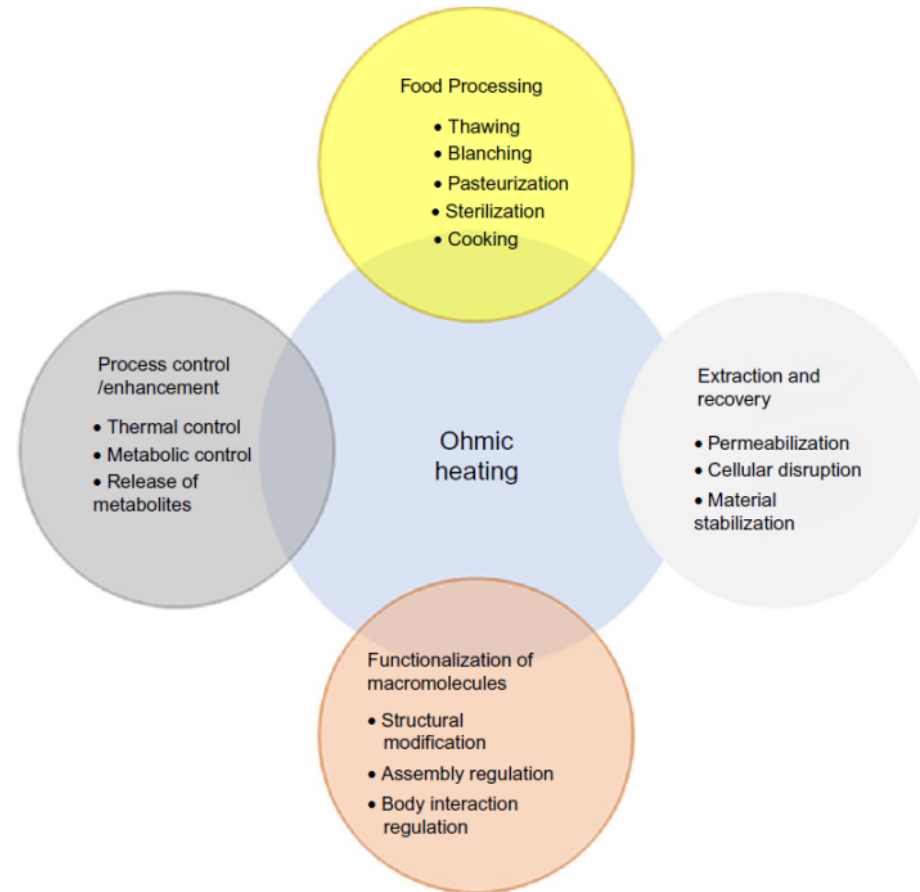 Food Processing
• Thawing
• Blanching
• Pasteurization
• Sterilization
• Cooking
Process control
/enhancement
• Thermal control
• Metabolic control
• Release of
metabolites
Ohmic
heating
Extraction and
recovery
• Permeabilization
• Cellular disruption
• Material
stabilization
Functionalization of
macromolecules
• Structural
modification
• Assembly regulation
• Body interaction
regulation